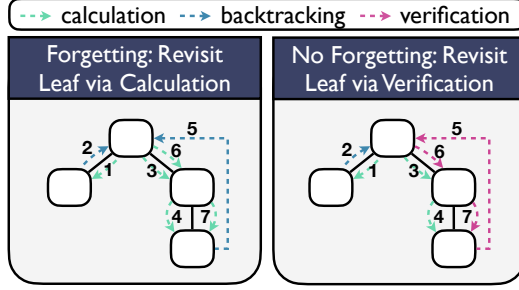 calculation backtracking verification
Forgetting: Revisit
Leaf via Calculation
No Forgetting: Revisit
Leaf via Verification
2
1
3
6
5
4
7
2
1
3
6
5
4
7